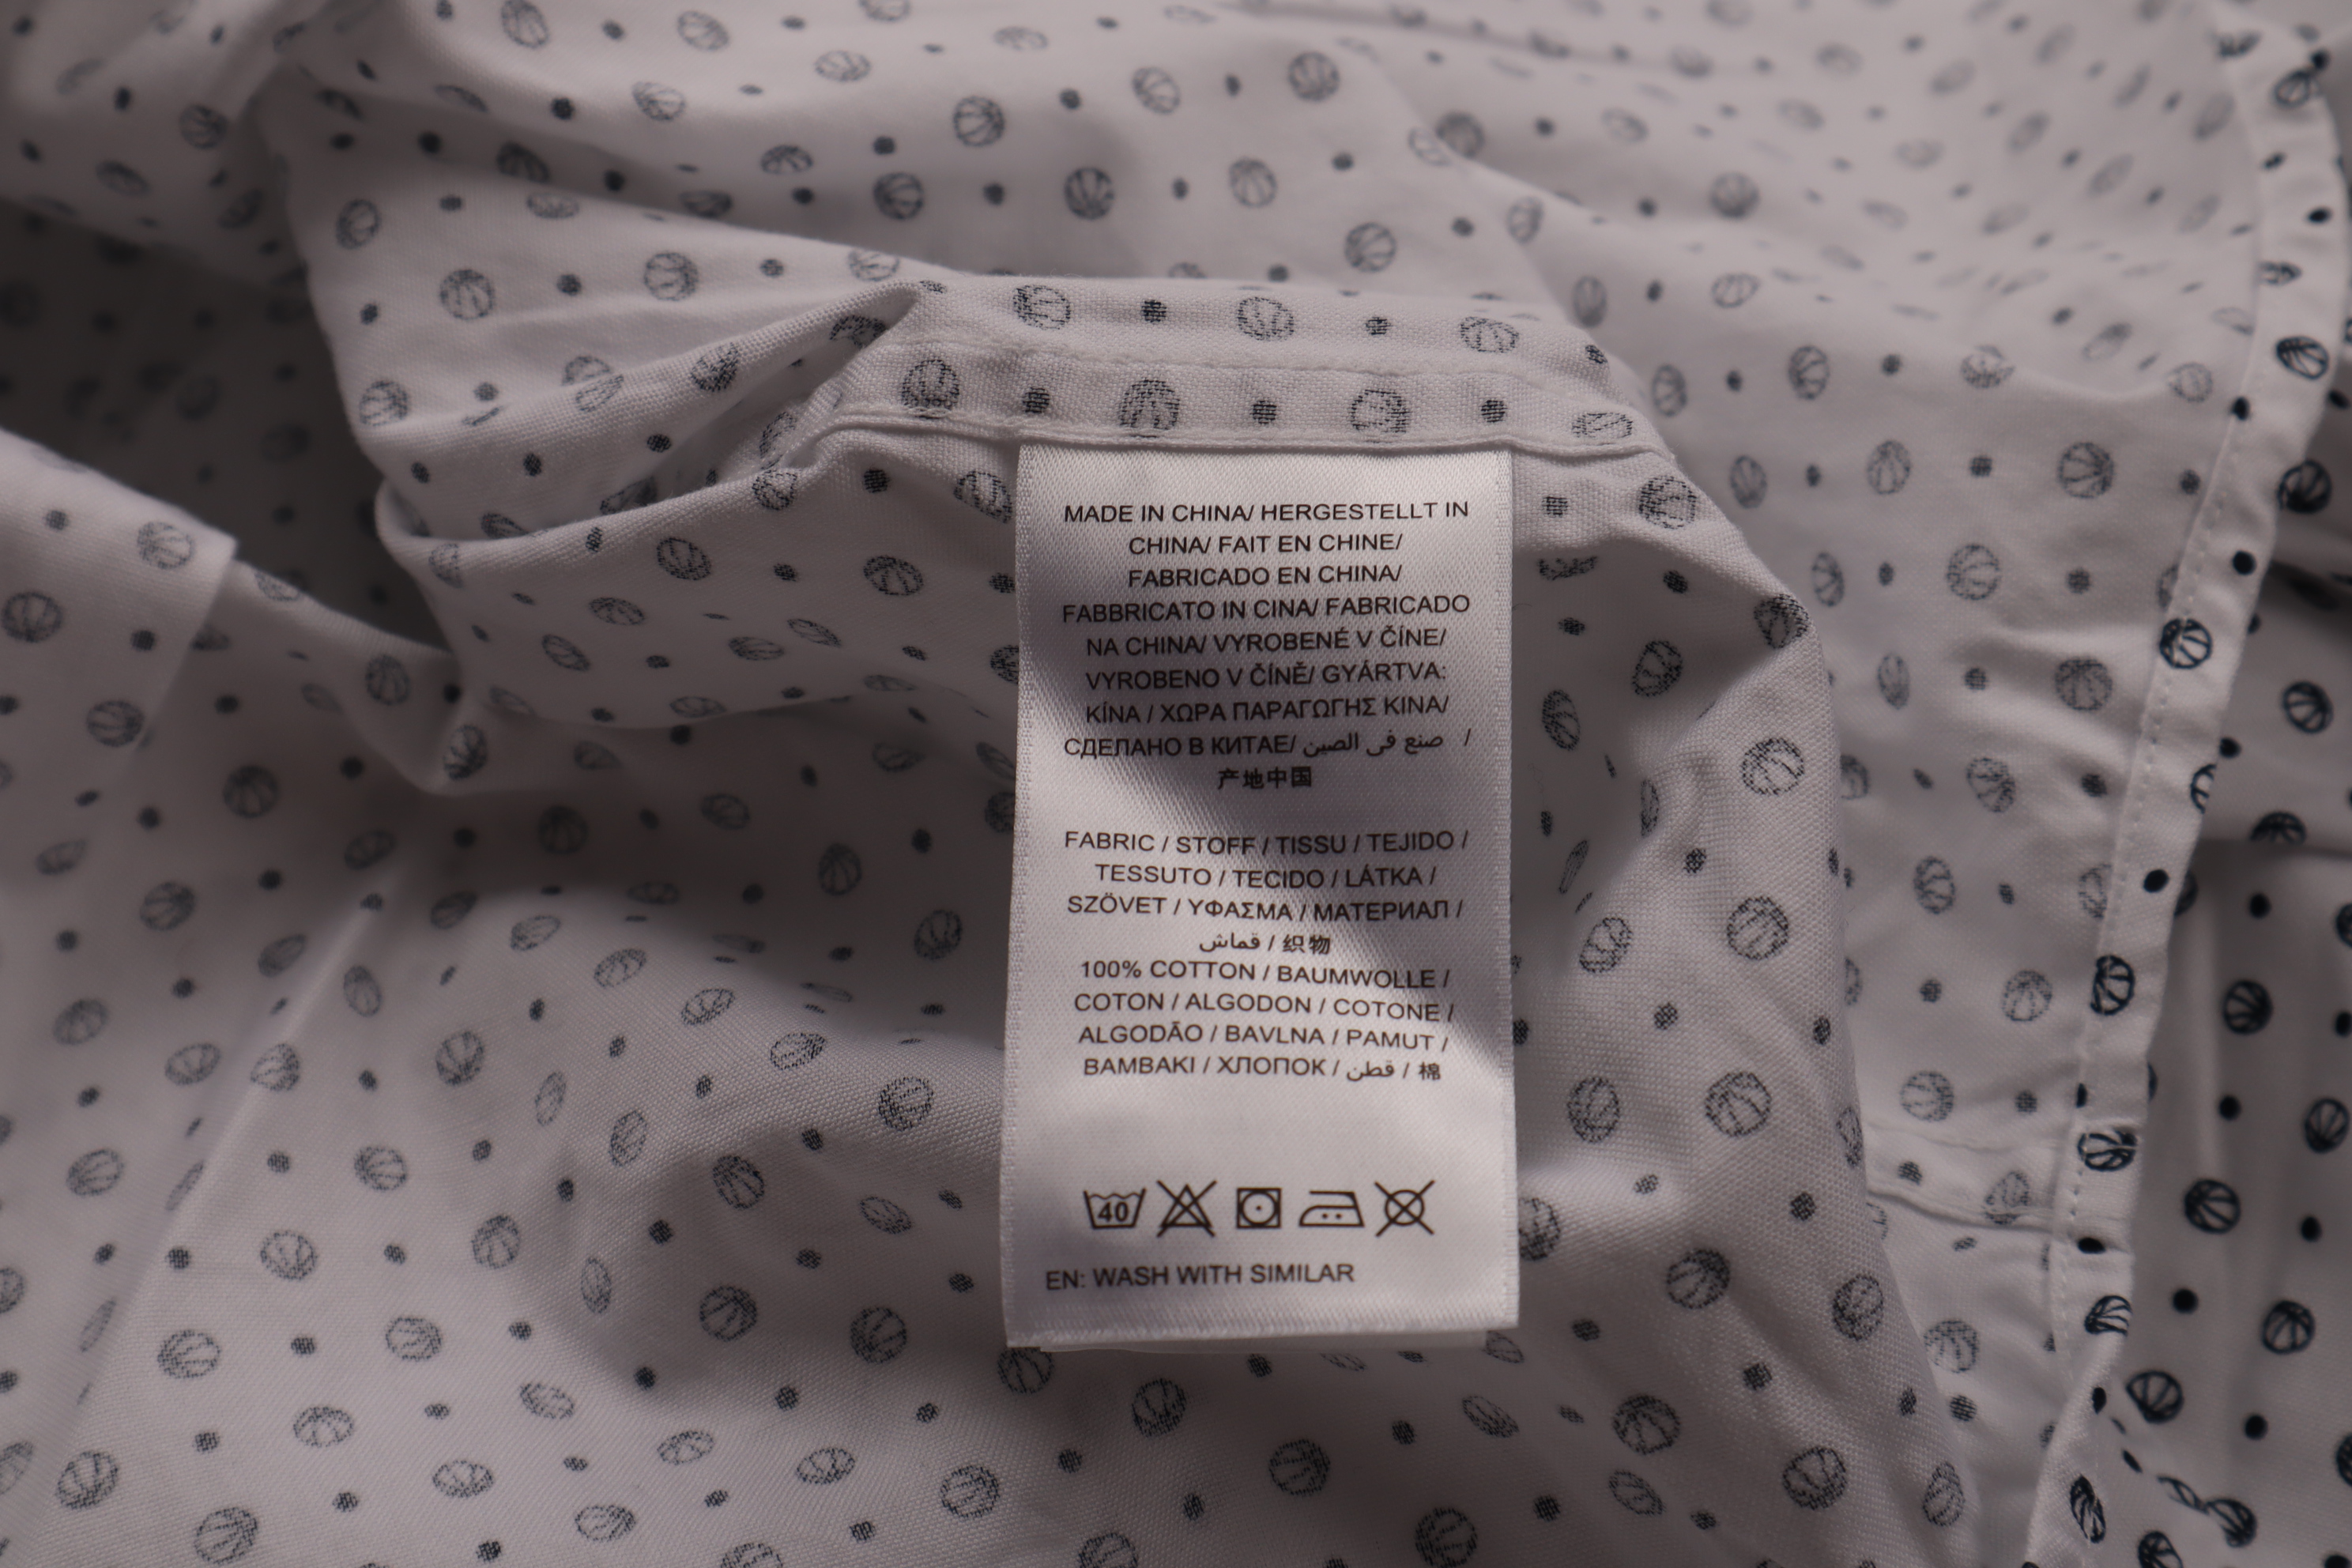 MADE IN CHINA/ HERGESTELLT IN
CHINA/ FAIT EN CHINE/
FABRICADO EN CHINA/
FABBRICATO IN CINA/ FABRICADO
NA CHINA/ VYROBENÉ V ČÍNE/
VYROBENO V ČÍNĚ/ GYÁRTVA:
KÍNA / ΧΩΡΑ ΠΑΡΑΓΩΓΗΣ ΚΙΝΑ/
СДЕЛАНО В КИТАЕ/ صنع في الصين /
产地中国
FABRIC / STOFF / TISSU / TEJIDO /
TESSUTO / TECIDO / LÁTKA /
SZÖVET / ΥΦΑΣΜΑ / МАТЕРИАЛ /
قماش / 织物
100% COTTON / BAUMWOLLE /
COTON / ALGODON / COTONE /
ALGODÃO / BAVLNA / PAMUT /
BAMBAKI / ХЛОПОК / قطن / 棉
40
EN: WASH WITH SIMILAR